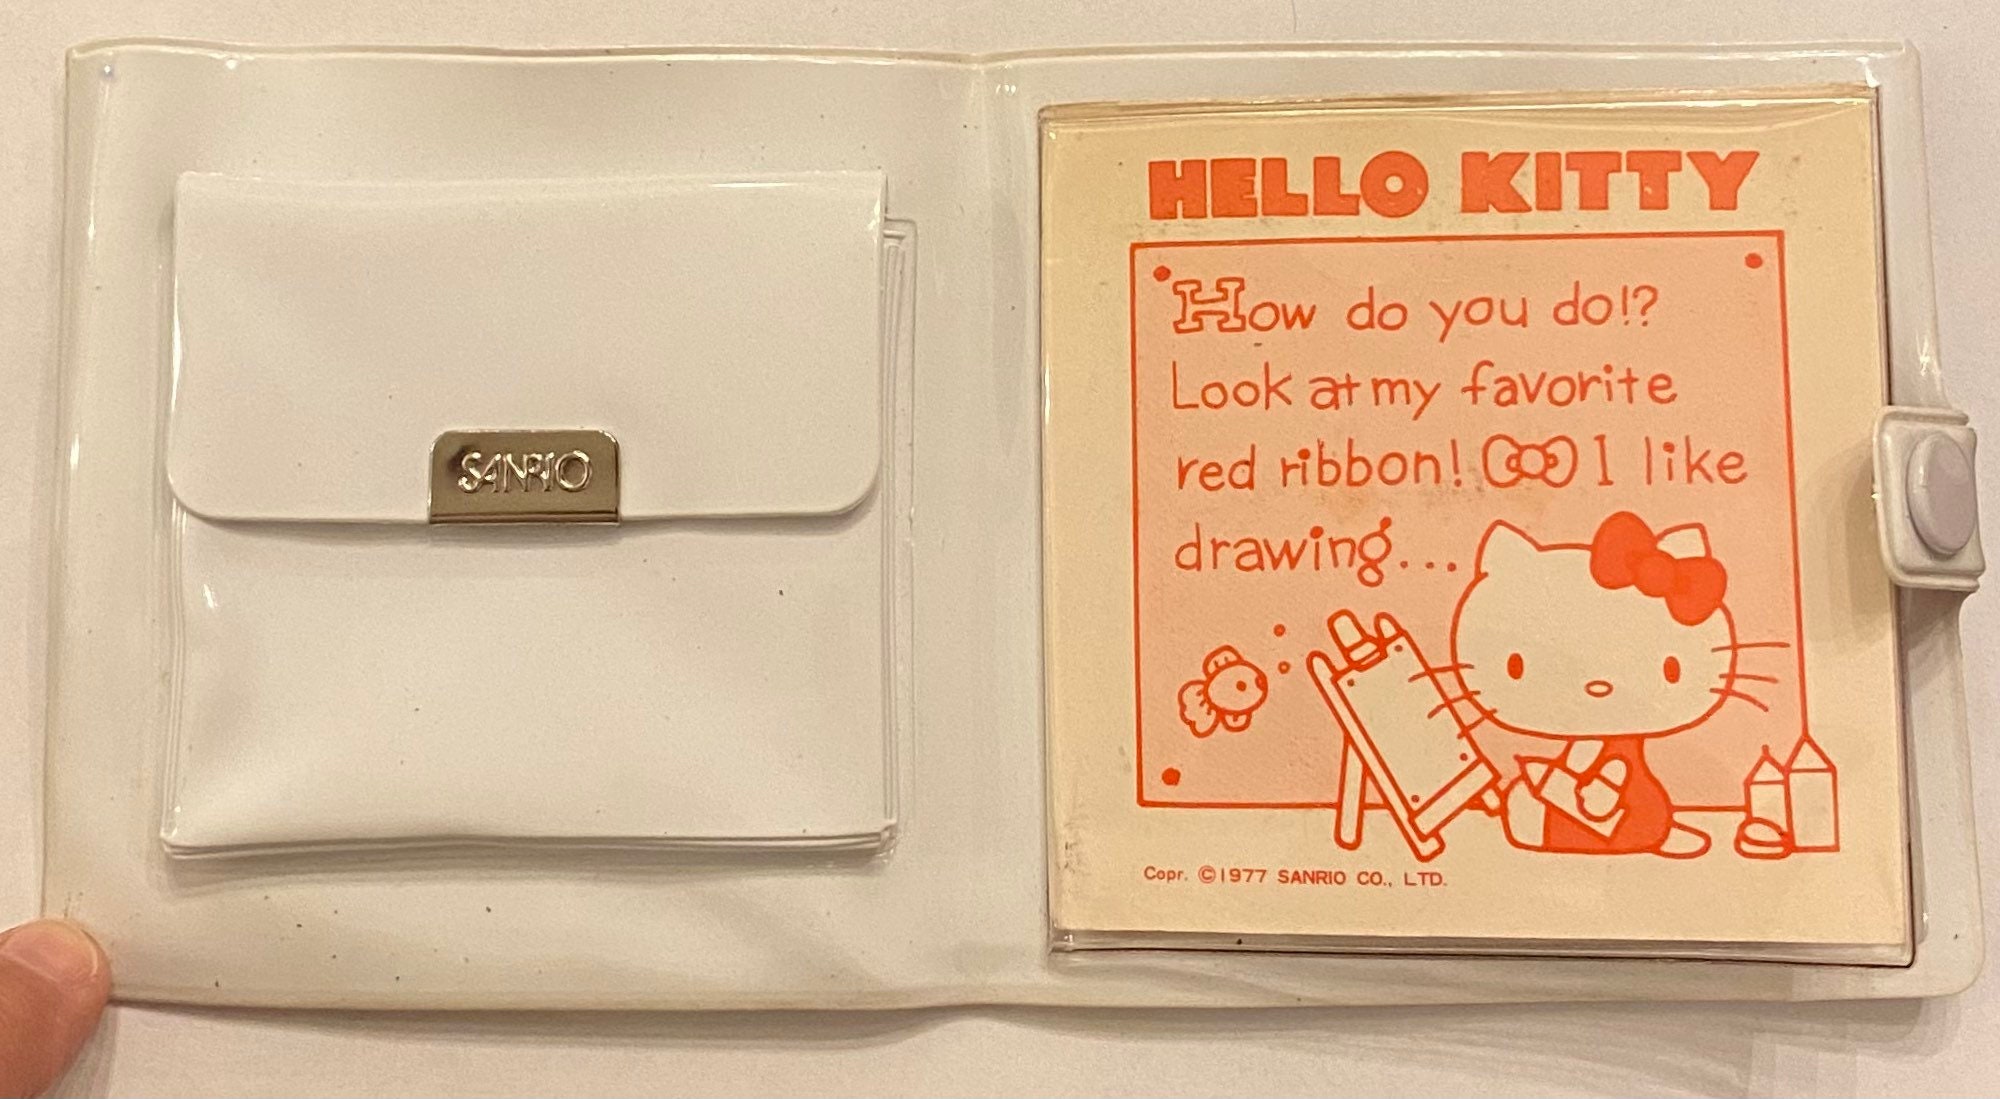 SANRIO
HELLO KITTY
How do you do!?
Look at my favorite
red ribbon! I like
drawing...
Copr. ©1977 SANRIO CO., LTD.